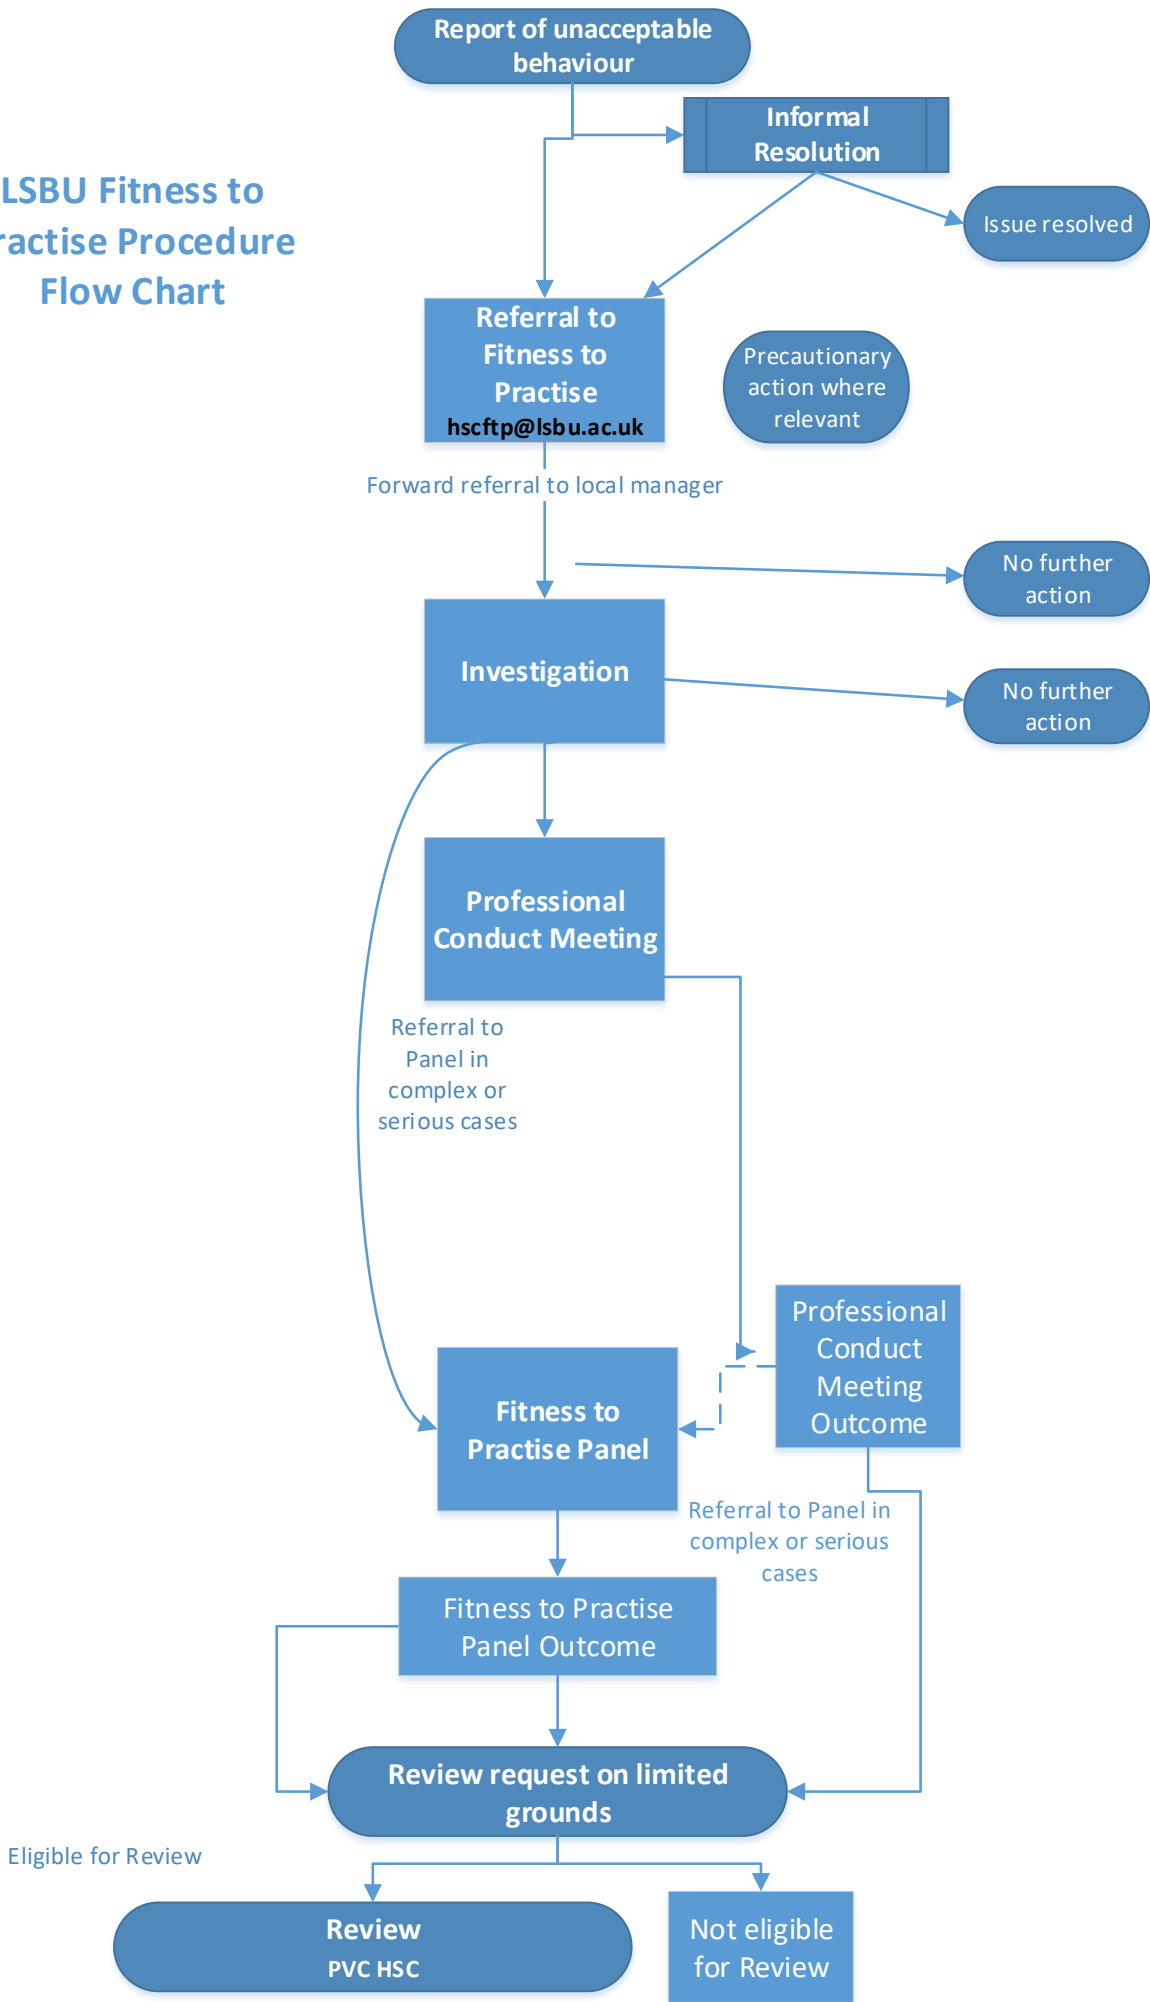 Report of unacceptable
behaviour
Informal
Resolution
LSBU Fitness to
ractise Procedure
Flow Chart
Issue resolved
Referral to
Fitness to
Practise
hscftp@lsbu.ac.uk
Precautionary
action where
relevant
Forward referral to local manager
No further
action
Investigation
No further
action
Professional
Conduct Meeting
Referral to
Panel in
complex or
serious cases
Professional
Conduct
Meeting
Outcome
Fitness to
Practise Panel
Referral to Panel in
complex or serious
cases
Fitness to Practise
Panel Outcome
Review request on limited
grounds
Eligible for Review
Review
PVC HSC
Not eligible
for Review